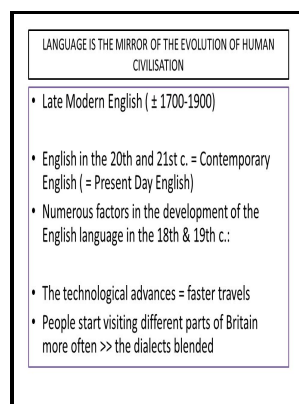 LANGUAGE IS THE MIRROR OF THE EVOLUTION OF HUMAN
CIVILISATION
• Late Modern English ( ± 1700-1900)
• English in the 20th and 21st c. = Contemporary
English ( = Present Day English)
• Numerous factors in the development of the
English language in the 18th & 19th c.:
• The technological advances = faster travels
• People start visiting different parts of Britain
more often >> the dialects blended